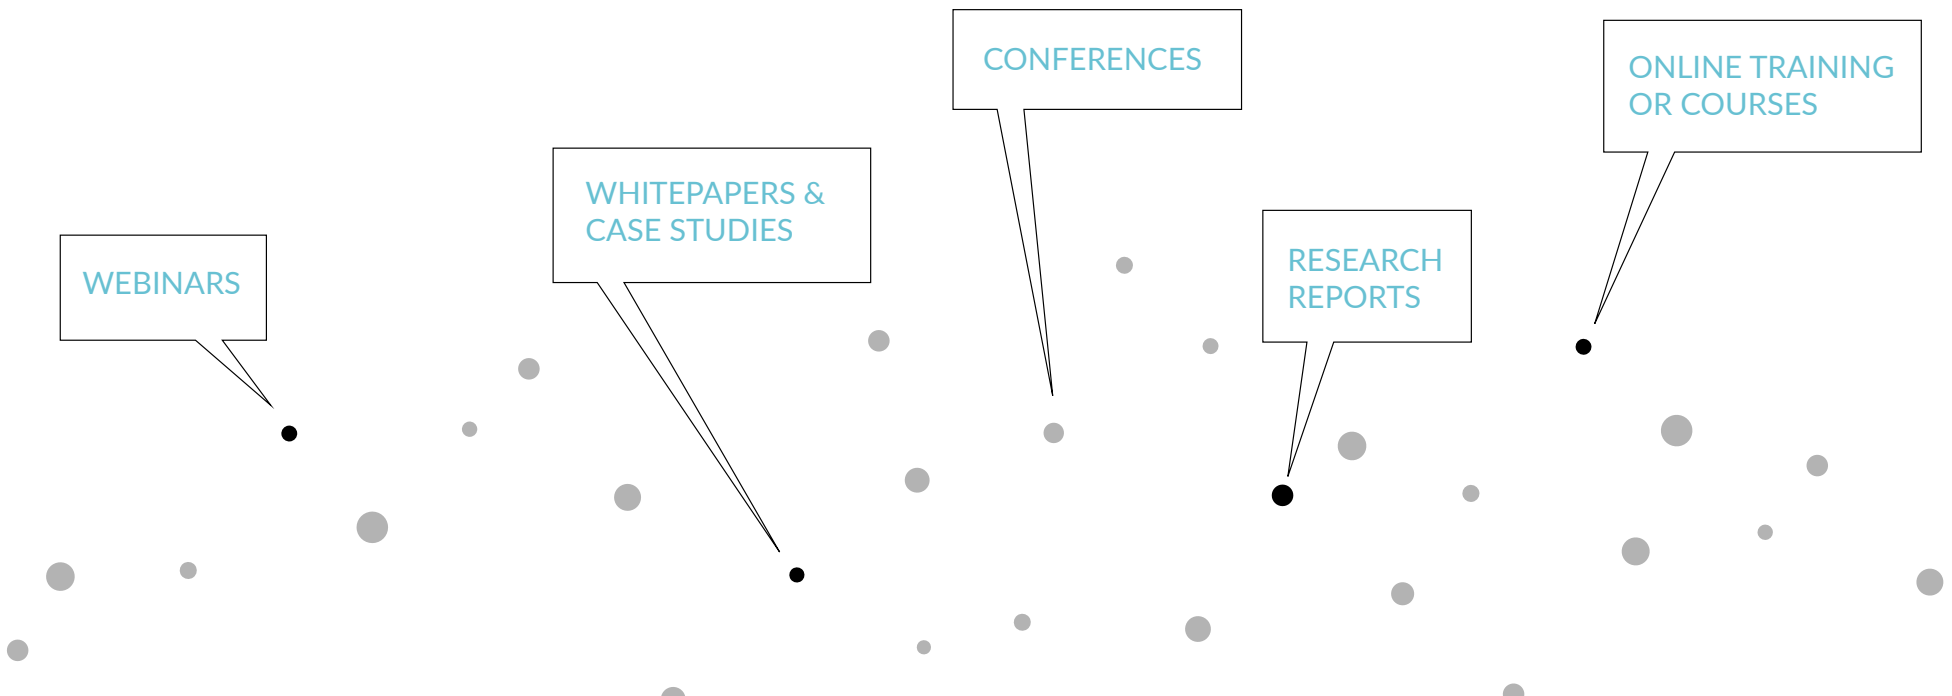 WEBINARS
WHITEPAPERS &
CASE STUDIES
CONFERENCES
RESEARCH
REPORTS
ONLINE TRAINING
OR COURSES